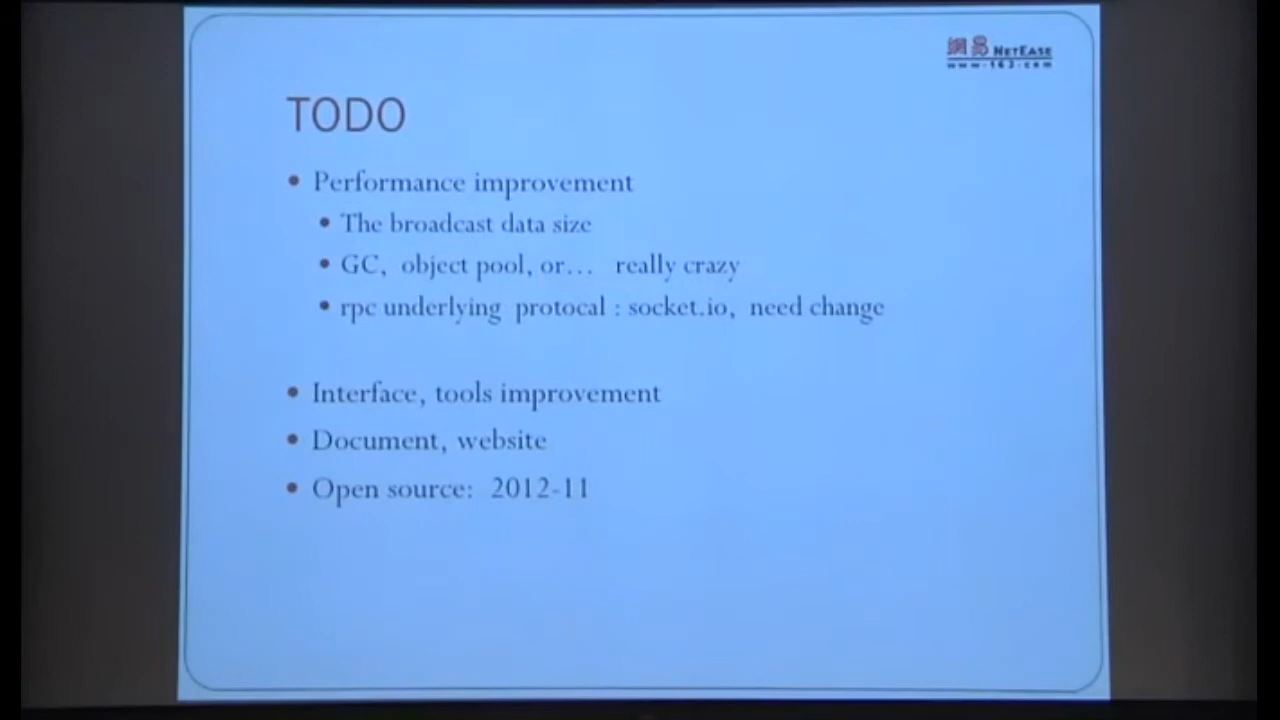 網易 NETEASE
www.163.com
TODO
• Performance improvement
• The broadcast data size
• GC, object pool, or... really crazy
• rpc underlying protocal : socket.io, need change
• Interface, tools improvement
• Document, website
• Open source: 2012-11